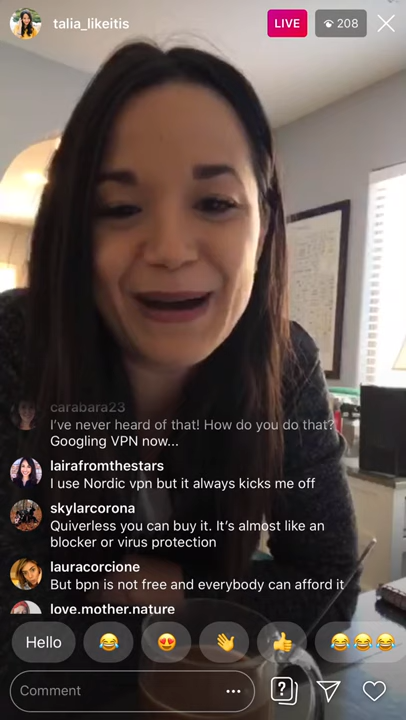 talia_likeitis
LIVE
208
carabara23
I've never heard of that! How do you do that?
Googling VPN now...
lairafromthestars
I use Nordic vpn but it always kicks me off
skylarcorona
Quiverless you can buy it. It's almost like an
blocker or virus protection
lauracorcione
But bpn is not free and everybody can afford it
love.mother.nature
Hello
😂
😍
👋
👍
😂😂😂
Comment
...
?